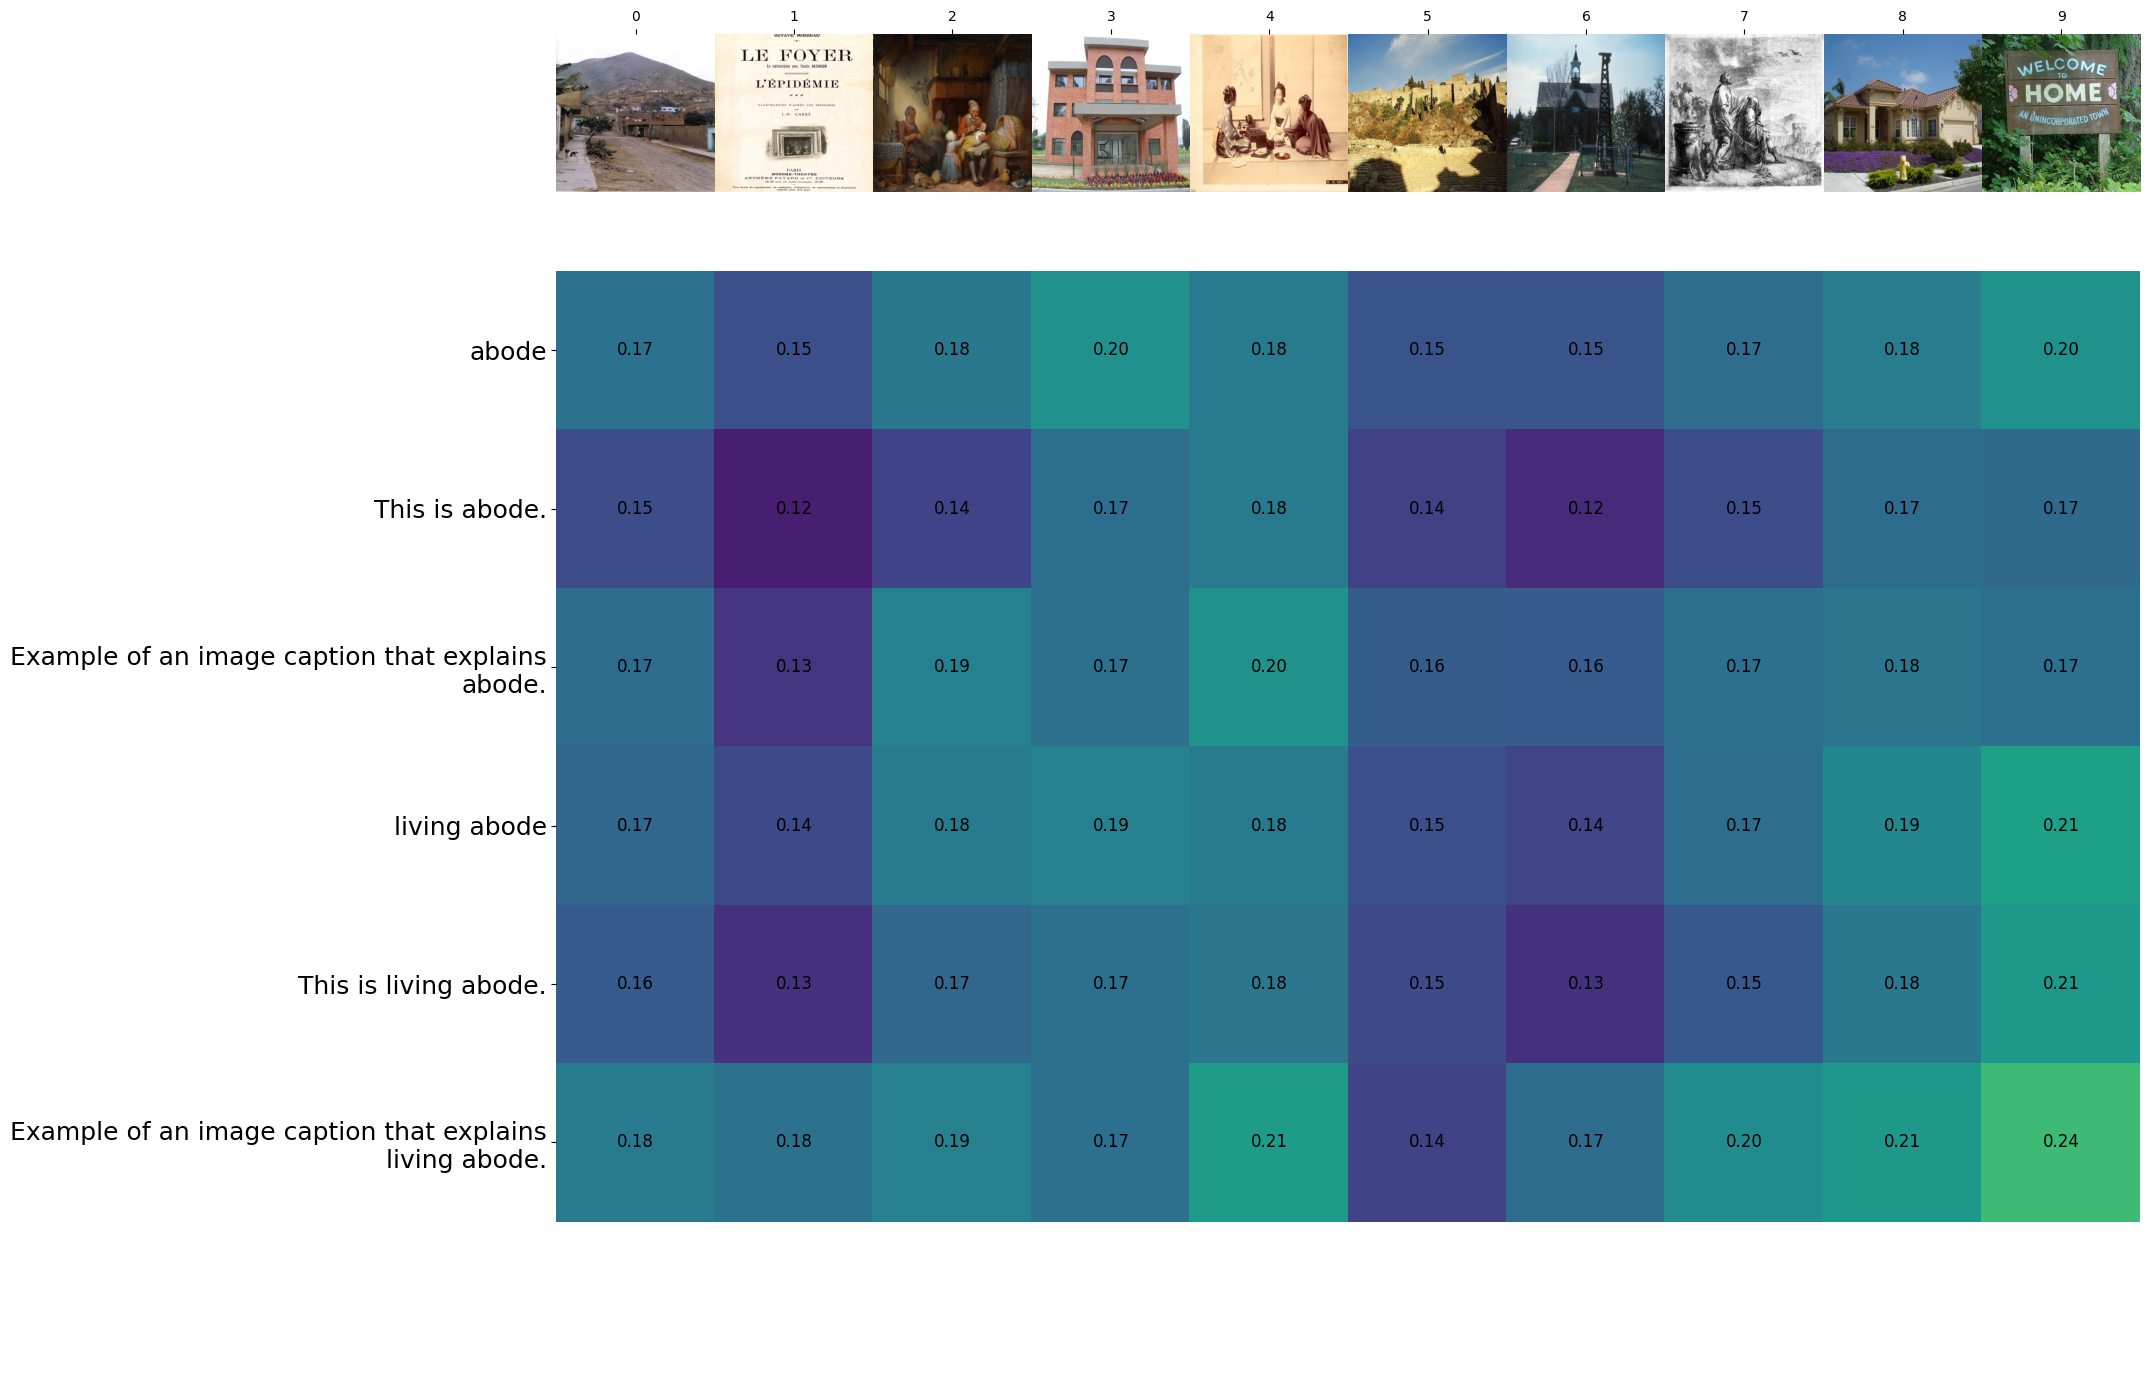 0 1 2 3 4 5 6 7 8 9
LE FOYER
L'ÉPIDÉMIE
PARIS
WELCOME
TO
HOME
AN UNINCORPORATED TOWN
abode 0.17 0.15 0.18 0.20 0.18 0.15 0.15 0.17 0.18 0.20
This is abode. 0.15 0.12 0.14 0.17 0.18 0.14 0.12 0.15 0.17 0.17
Example of an image caption that explains
abode. 0.17 0.13 0.19 0.17 0.20 0.16 0.16 0.17 0.18 0.17
living abode 0.17 0.14 0.18 0.19 0.18 0.15 0.14 0.17 0.19 0.21
This is living abode. 0.16 0.13 0.17 0.17 0.18 0.15 0.13 0.15 0.18 0.21
Example of an image caption that explains
living abode. 0.18 0.18 0.19 0.17 0.21 0.14 0.17 0.20 0.21 0.24